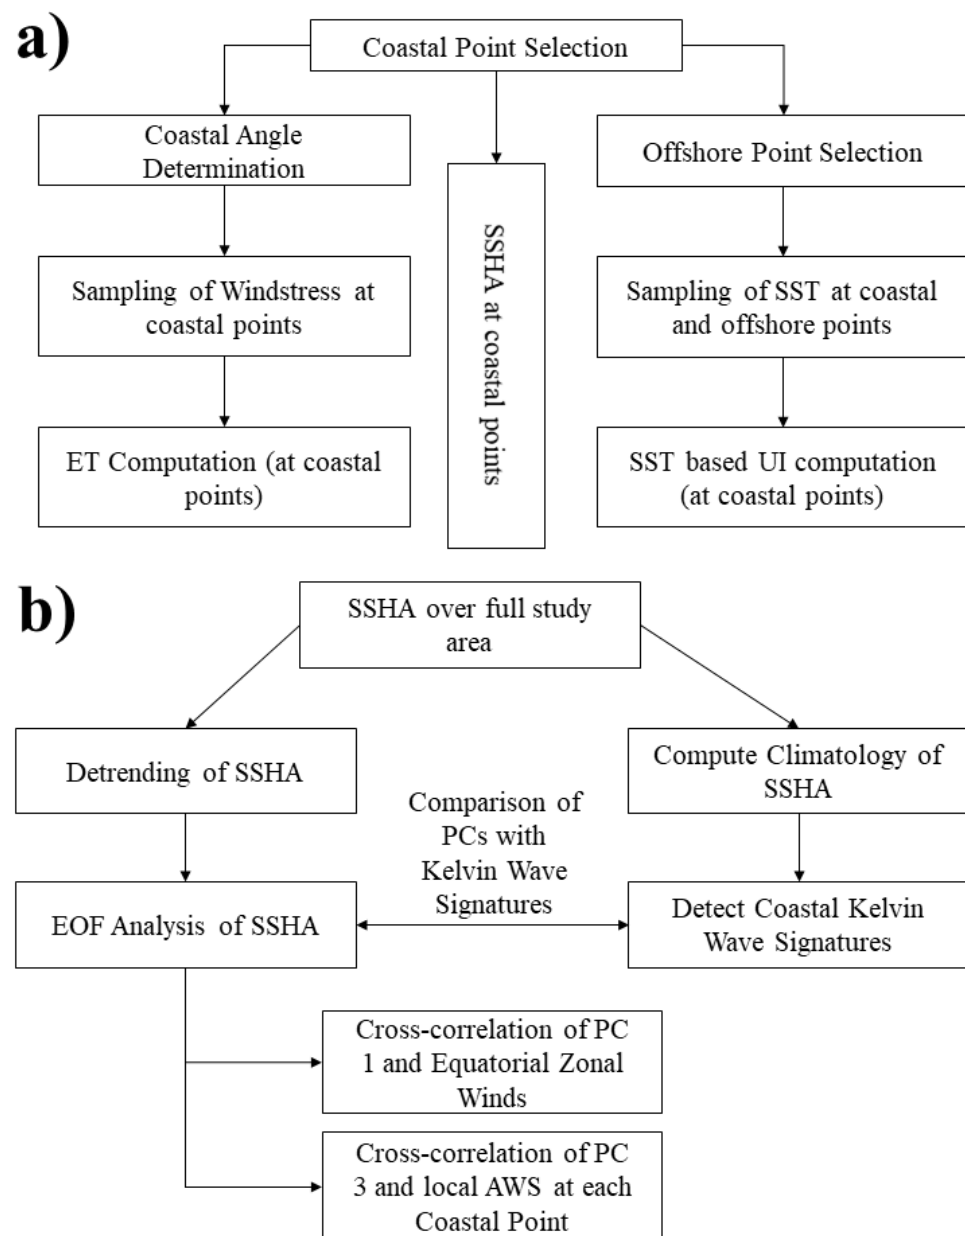 a)
Coastal Point Selection
Coastal Angle
Determination
Offshore Point Selection
SSHA at coastal points
Sampling of Windstress at
coastal points
Sampling of SST at coastal
and offshore points
ET Computation (at coastal
points)
SST based UI computation
(at coastal points)
b)
SSHA over full study
area
Detrending of SSHA
Compute Climatology of
SSHA
Comparison of
PCs with
Kelvin Wave
Signatures
EOF Analysis of SSHA
Detect Coastal Kelvin
Wave Signatures
Cross-correlation of PC
1 and Equatorial Zonal
Winds
Cross-correlation of PC
3 and local AWS at each
Coastal Point